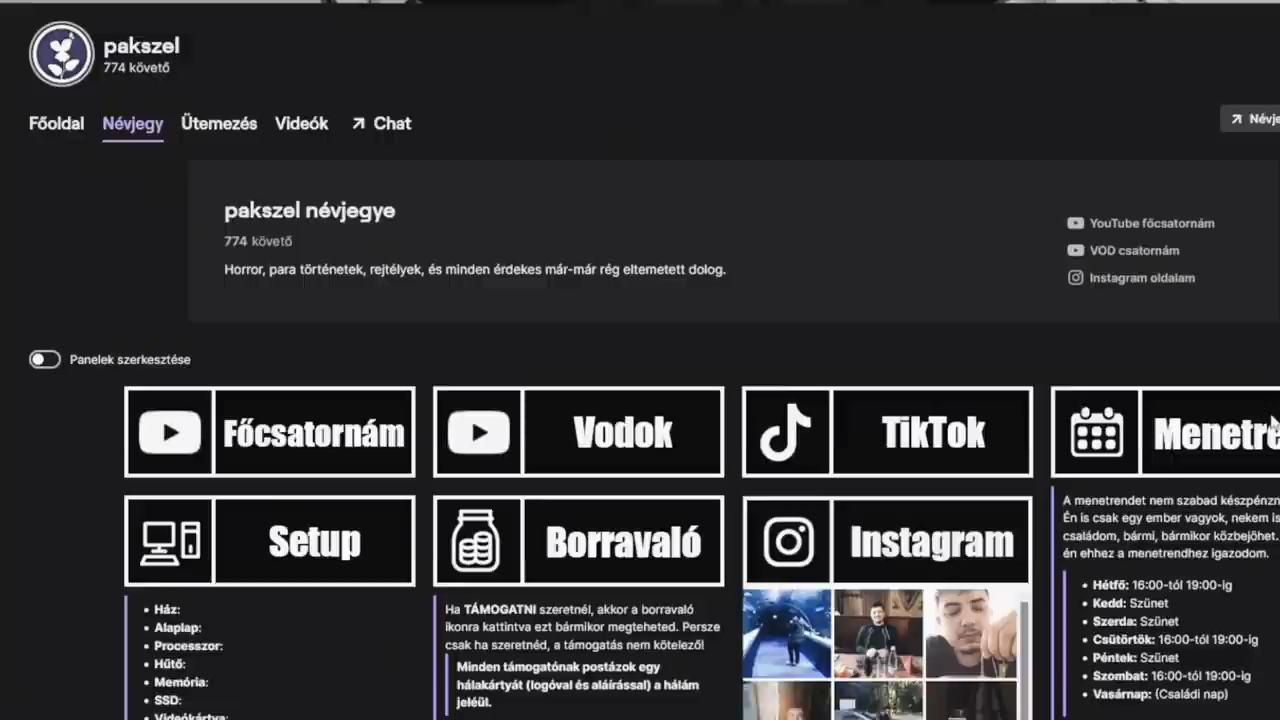 pakszel
774 követő
Főoldal Névjegy Ütemezés Videók Chat
pakszel névjegye
774 követő
Horror, para történetek, rejtélyek, és minden érdekes már-már rég eltemetett dolog.
YouTube főcsatornám
VOD csatornám
Instagram oldalam
Panelek szerkesztése
Főcsatornám
Vodok
TikTok
Setup
Borravaló
Instagram
Ház:
Alaplap:
Processzor:
Hűtő:
Memória:
SSD:
Videókártya:
Ha TÁMOGATNI szeretnél, akkor a borravaló
ikonra kattintva ezt bármikor megteheted. Persze
csak ha szeretnéd, a támogatás nem kötelező!
Minden támogatónak postázok egy
hálakártyát (logóval és aláírással) a hálám
jeléül.
A menetrendet nem szabad
Én is csak egy ember vagyok, nekem is
családom, bármi, bármikor közbejöhet.
én ehhez a menetrendhez igazodom.
Hétfő: 16:00-tól 19:00-ig
Kedd: Szünet
Szerda: Szünet
Csütörtök: 16:00-tól 19:00-ig
Péntek: Szünet
Szombat: 16:00-tól 19:00-ig
Vasárnap: (Családi nap)